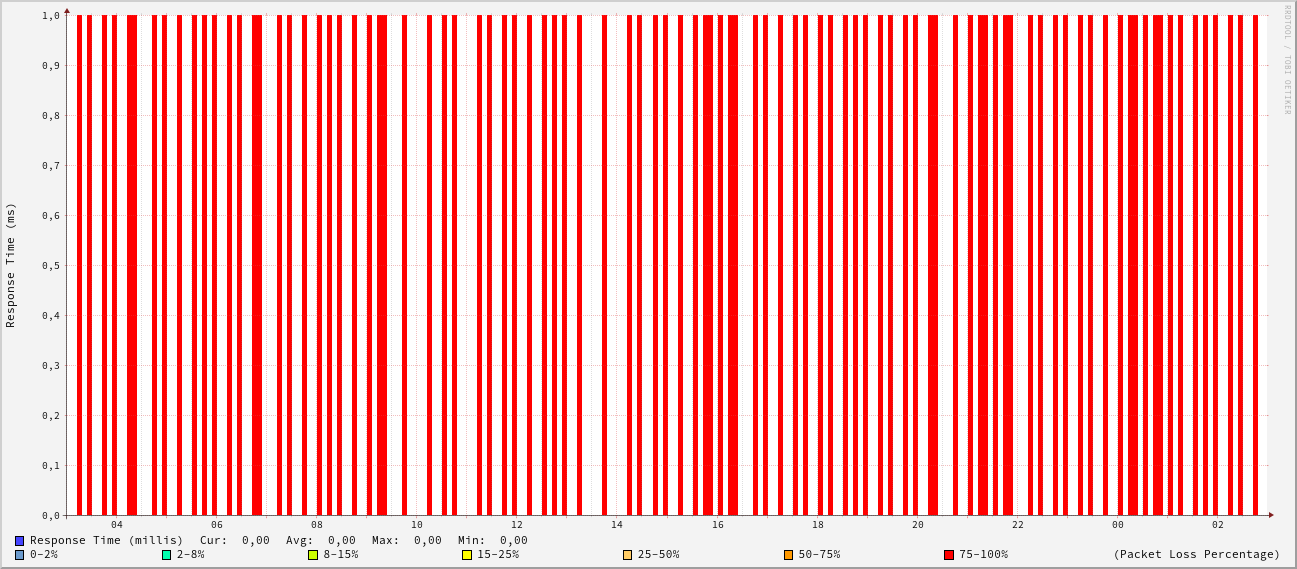 RRDTOOL / TOBI OETIKER
Response Time (ms)
1,0
0,9
0,8
0,7
0,6
0,5
0,4
0,3
0,2
0,1
0,0
04 06 08 10 12 14 16 18 20 22 00 02
Response Time (millis) Cur: 0,00 Avg: 0,00 Max: 0,00 Min: 0,00
0-2% 2-8% 8-15% 15-25% 25-50% 50-75% 75-100% (Packet Loss Percentage)